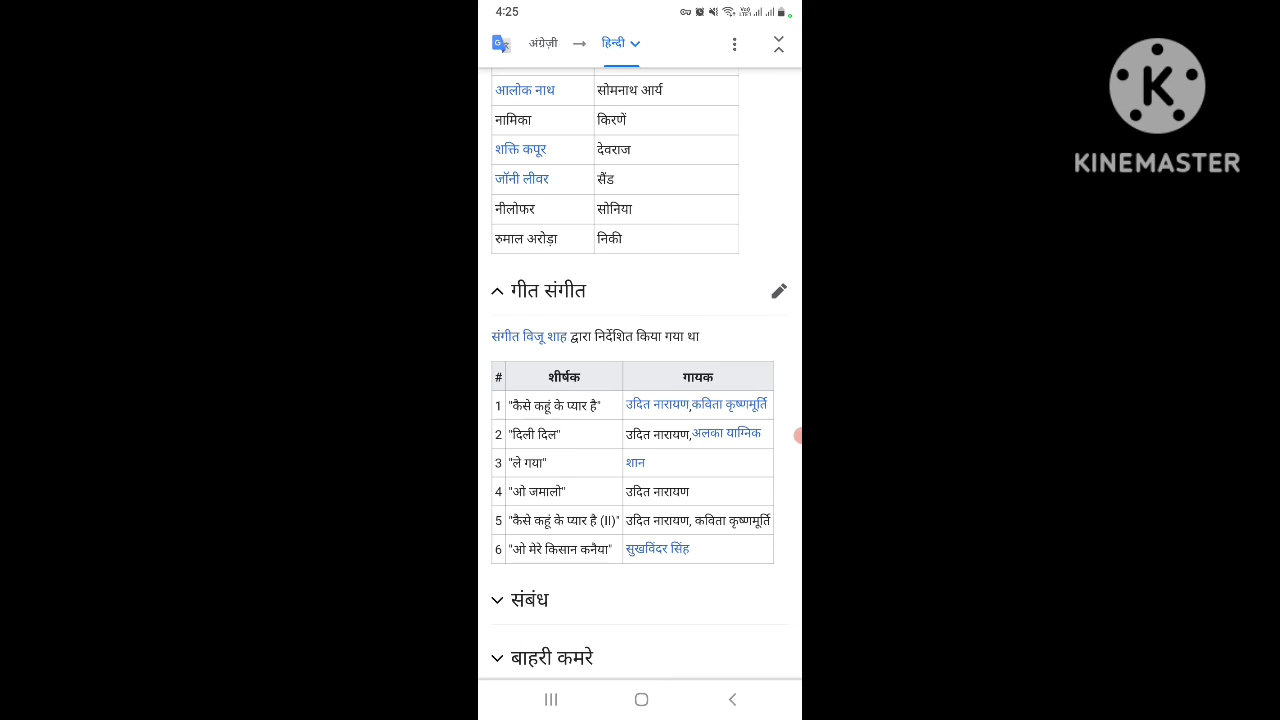 4:25
अंग्रेज़ी → हिन्दी
आलोक नाथ सोमनाथ आर्य
नामिका किरणें
शक्ति कपूर देवराज
जॉनी लीवर सैंड
नीलोफर सोनिया
रुमाल अरोड़ा निकी
गीत संगीत
संगीत विजू शाह द्वारा निर्देशित किया गया था
# शीर्षक गायक
1 "कैसे कहूं के प्यार है" उदित नारायण,कविता कृष्णमूर्ति
2 "दिली दिल" उदित नारायण,अलका याग्निक
3 "ले गया" शान
4 "ओ जमालो" उदित नारायण
5 "कैसे कहूं के प्यार है (II)" उदित नारायण, कविता कृष्णमूर्ति
6 "ओ मेरे किसान कनैया" सुखविंदर सिंह
संबंध
बाहरी कमरे
K
KINEMASTER